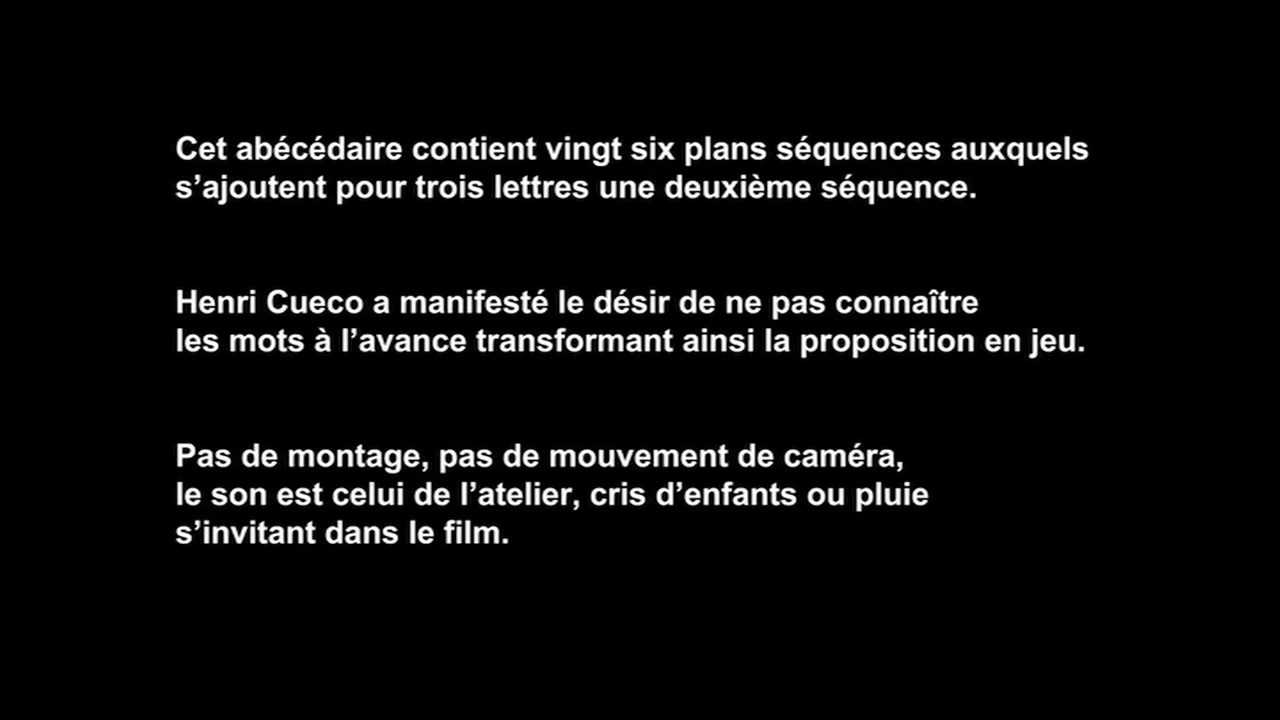 Cet abécédaire contient vingt six plans séquences auxquels
s’ajoutent pour trois lettres une deuxième séquence.
Henri Cueco a manifesté le désir de ne pas connaître
les mots à l’avance transformant ainsi la proposition en jeu.
Pas de montage, pas de mouvement de caméra,
le son est celui de l’atelier, cris d’enfants ou pluie
s’invitant dans le film.